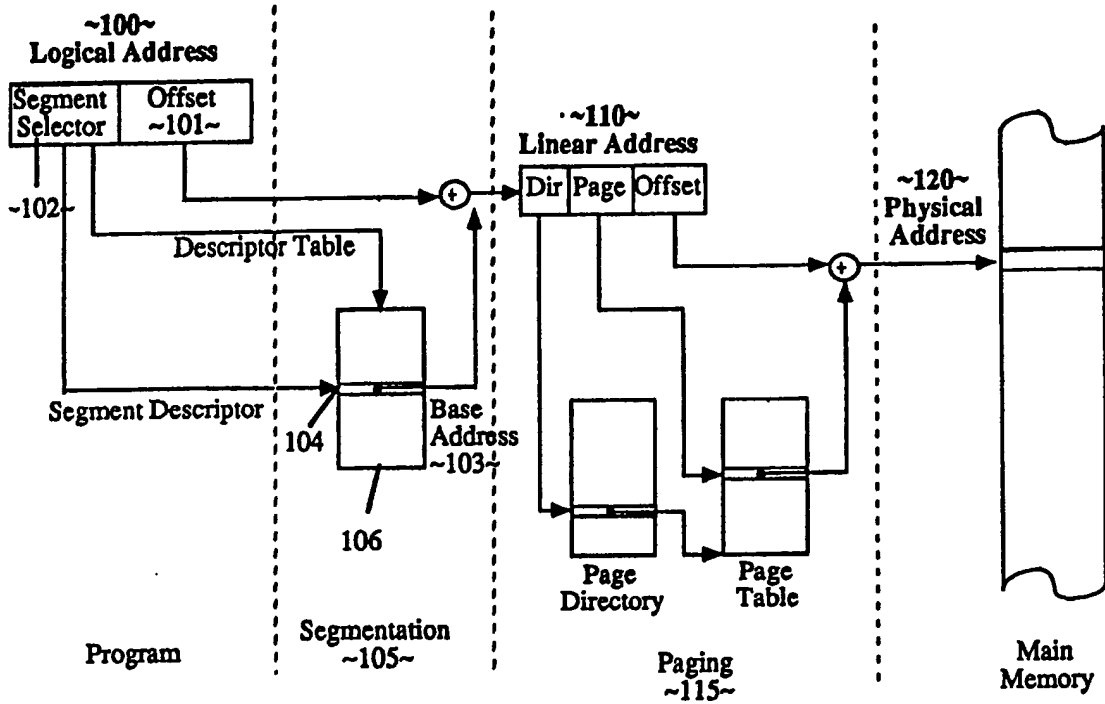 ~100~
Logical Address
Segment
Selector
Offset
~101~
~102~
Descriptor Table
Segment Descriptor
104
Base
Address
~103~
106
~110~
Linear Address
Dir
Page
Offset
~120~
Physical
Address
Page
Directory
Page
Table
Program
Segmentation
~105~
Paging
~115~
Main
Memory